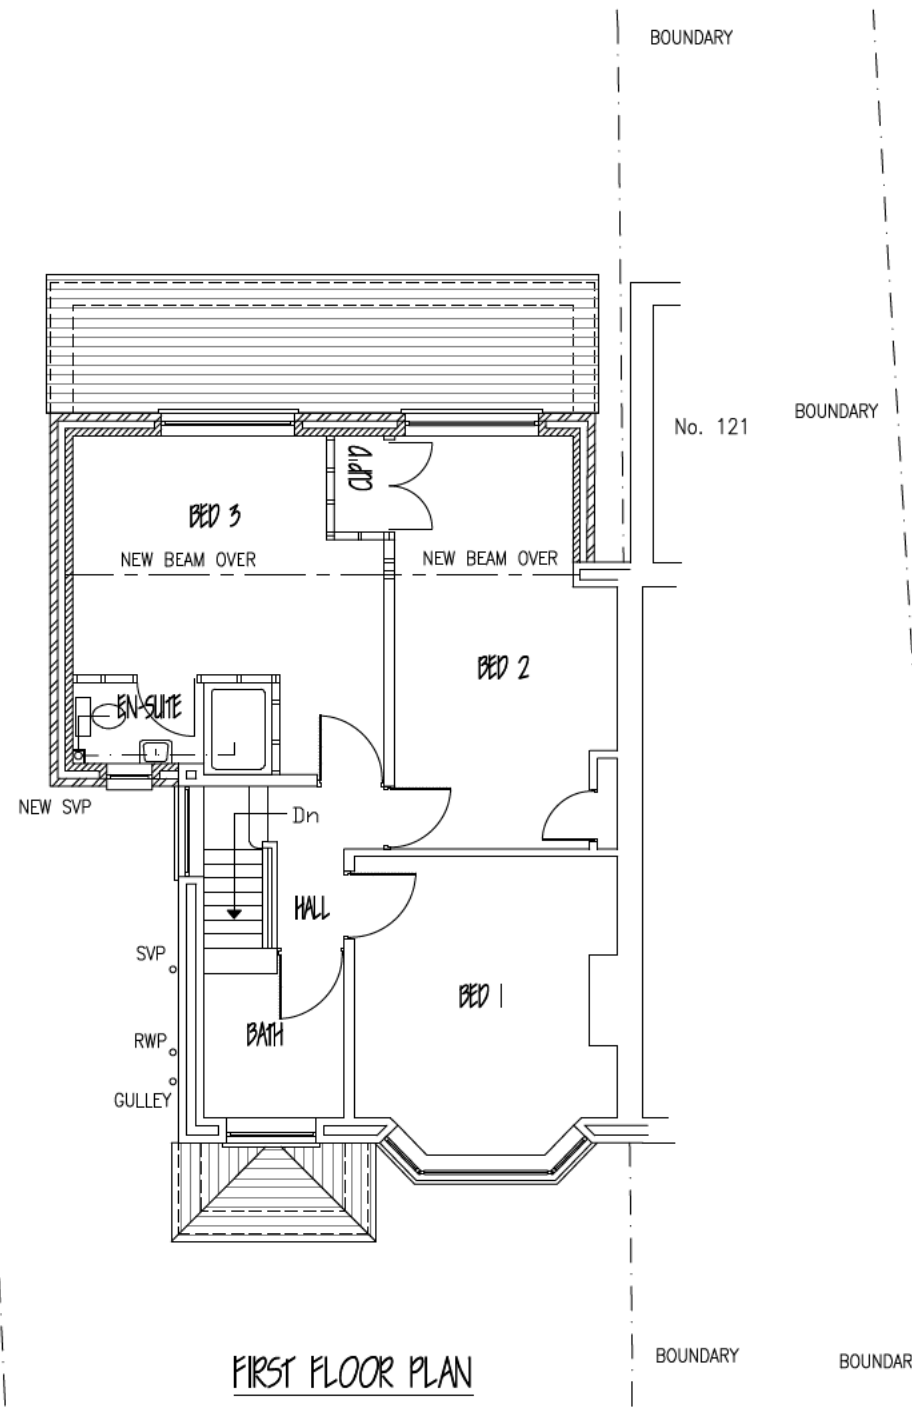 BOUNDARY
BOUNDARY
No. 121
CUP'D
BED 3
NEW BEAM OVER
NEW BEAM OVER
BED 2
EN-SUITE
NEW SVP
Dn
HALL
SVP
BED 1
BATH
RWP
GULLEY
BOUNDARY
BOUNDAR
FIRST FLOOR PLAN